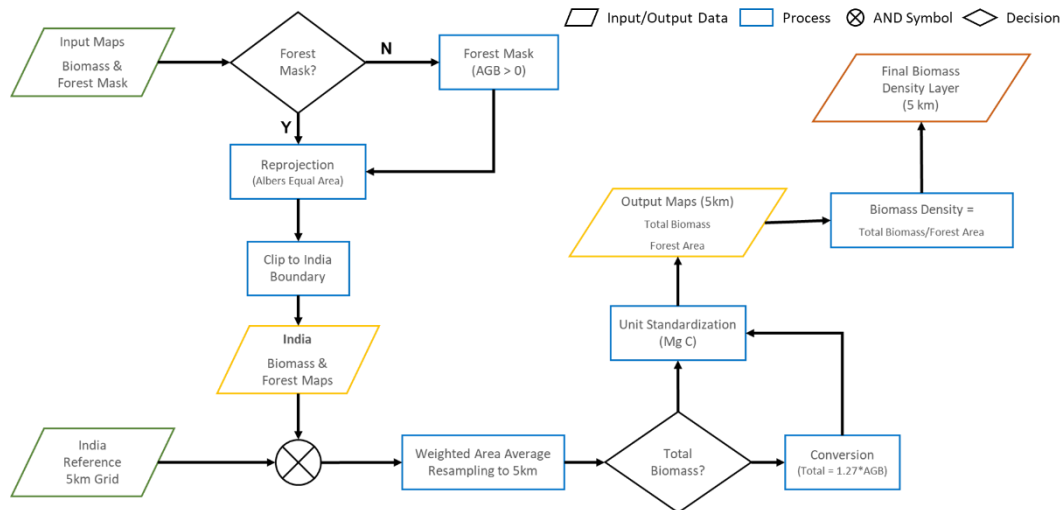 Input/Output Data
Process
AND Symbol
Decision
Input Maps
Biomass &
Forest Mask
Forest
Mask?
N
Forest Mask
(AGB > 0)
Y
Reprojection
(Albers Equal Area)
Clip to India
Boundary
India
Biomass &
Forest Maps
India
Reference
5km Grid
Weighted Area Average
Resampling to 5km
Total
Biomass?
Conversion
(Total = 1.27*AGB)
Unit Standardization
(Mg C)
Output Maps (5km)
Total Biomass
Forest Area
Biomass Density =
Total Biomass/Forest Area
Final Biomass
Density Layer
(5 km)